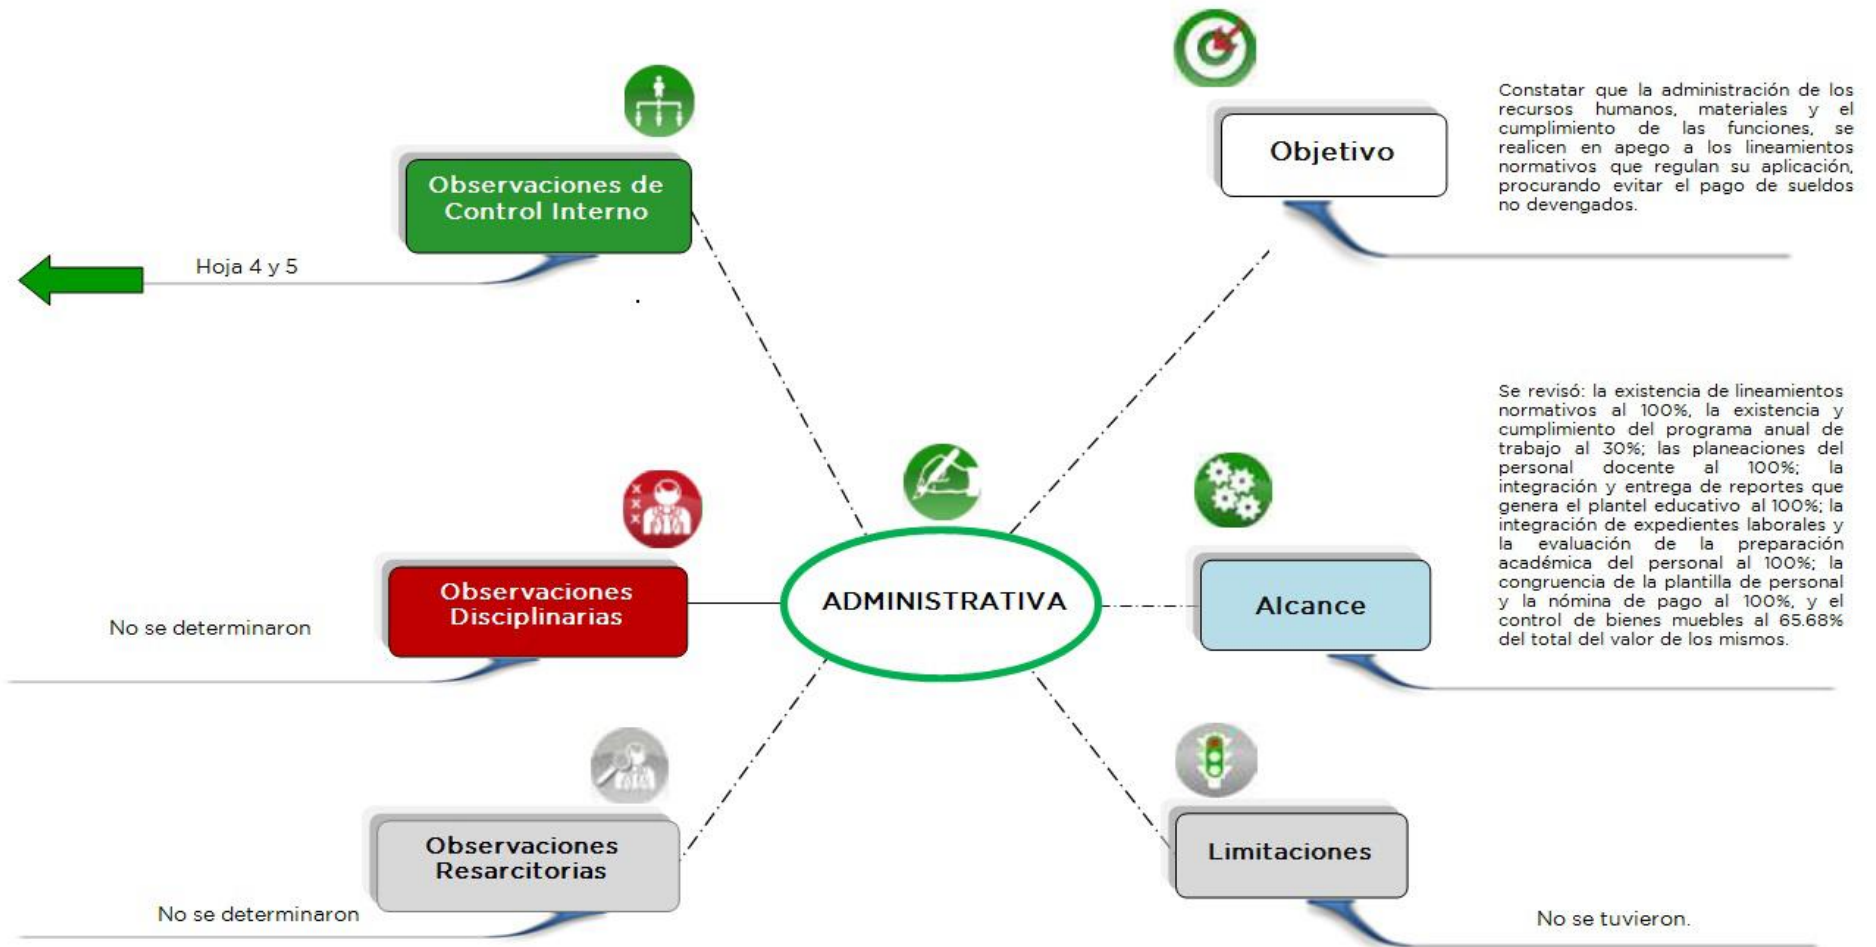 Observaciones de
Control Interno
Hoja 4 y 5
Objetivo
Constatar que la administración de los
recursos humanos, materiales y el
cumplimiento de las funciones, se
realicen en apego a los lineamientos
normativos que regulan su aplicación,
procurando evitar el pago de sueldos
no devengados.
Observaciones
Disciplinarias
No se determinaron
ADMINISTRATIVA
Alcance
Se revisó: la existencia de lineamientos
normativos al 100%, la existencia y
cumplimiento del programa anual de
trabajo al 30%; las planeaciones del
personal docente al 100%; la
integración y entrega de reportes que
genera el plantel educativo al 100%; la
integración de expedientes laborales y
la evaluación de la preparación
académica del personal al 100%; la
congruencia de la plantilla de personal
y la nómina de pago al 100%, y el
control de bienes muebles al 65.68%
del total del valor de los mismos.
Observaciones
Resarcitorias
No se determinaron
Limitaciones
No se tuvieron.